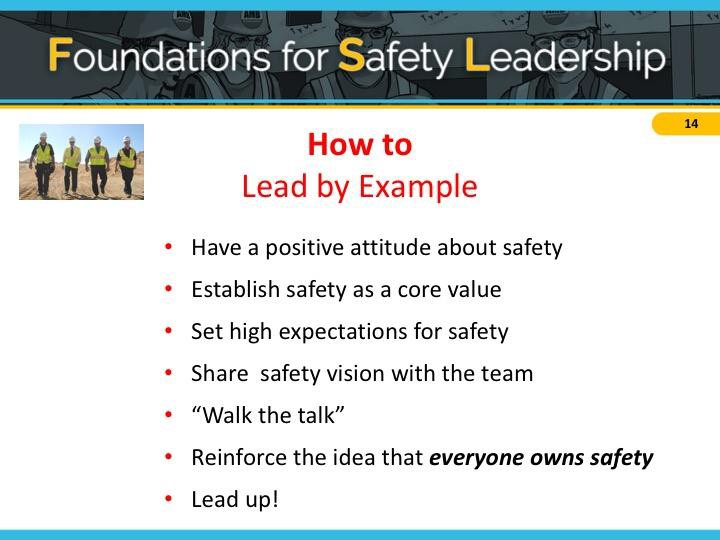 Foundations for Safety Leadership
14
How to
Lead by Example
• Have a positive attitude about safety
• Establish safety as a core value
• Set high expectations for safety
• Share  safety vision with the team
• “Walk the talk”
• Reinforce the idea that everyone owns safety
• Lead up!